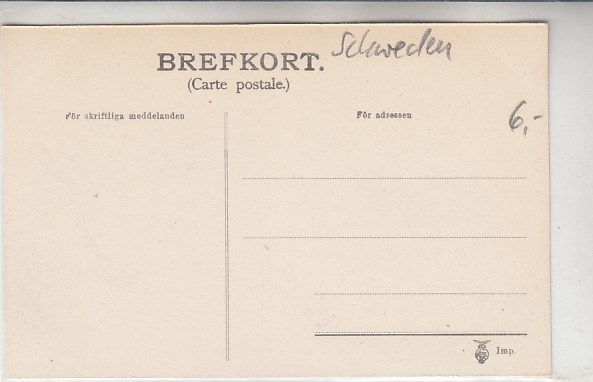 BREFKORT.
Schweden
(Carte postale.)
För skriftliga meddelanden
För adressen
6,-
Imp.